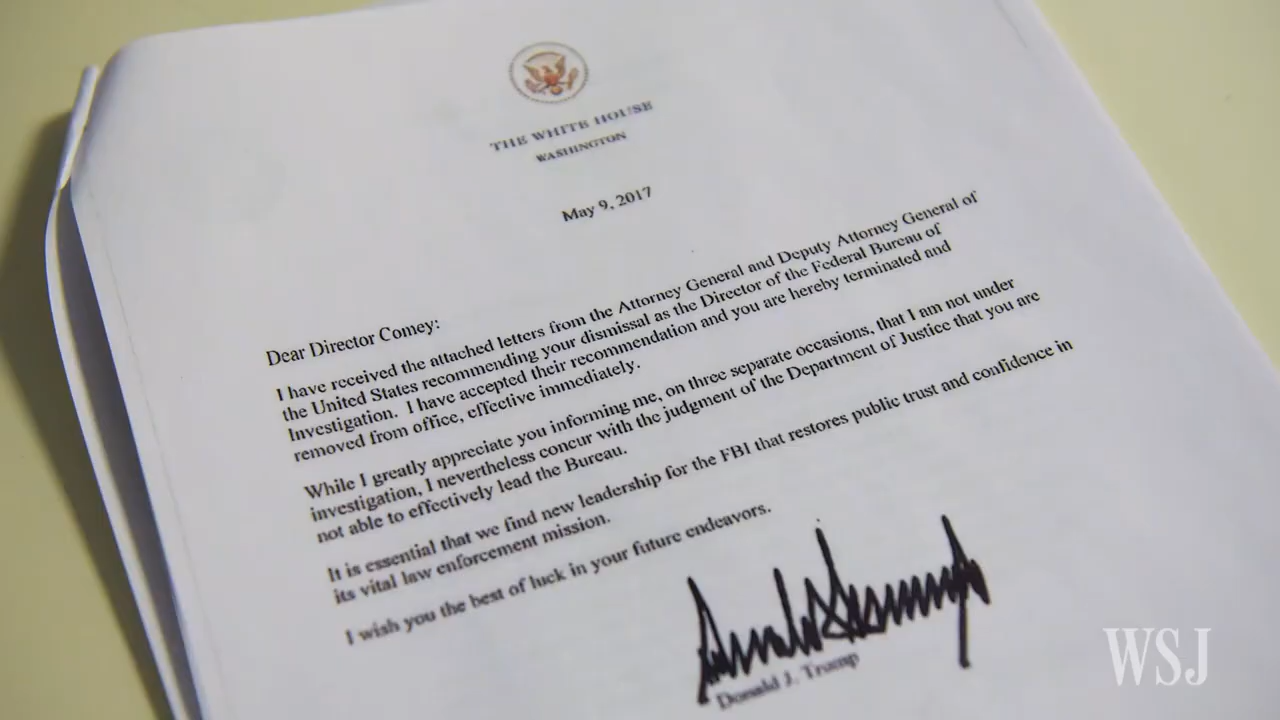 THE WHITE HOUSE
WASHINGTON
May 9, 2017
Dear Director Comey:
I have received the attached letters from the Attorney General and Deputy Attorney General of
the United States recommending your dismissal as the Director of the Federal Bureau of
Investigation. I have accepted their recommendation and you are hereby terminated and
removed from office, effective immediately.
While I greatly appreciate you informing me, on three separate occasions, that I am not under
investigation, I nevertheless concur with the judgment of the Department of Justice that you are
not able to effectively lead the Bureau.
It is essential that we find new leadership for the FBI that restores public trust and confidence in
its vital law enforcement mission.
I wish you the best of luck in your future endeavors.
Donald J. Trump
WSJ